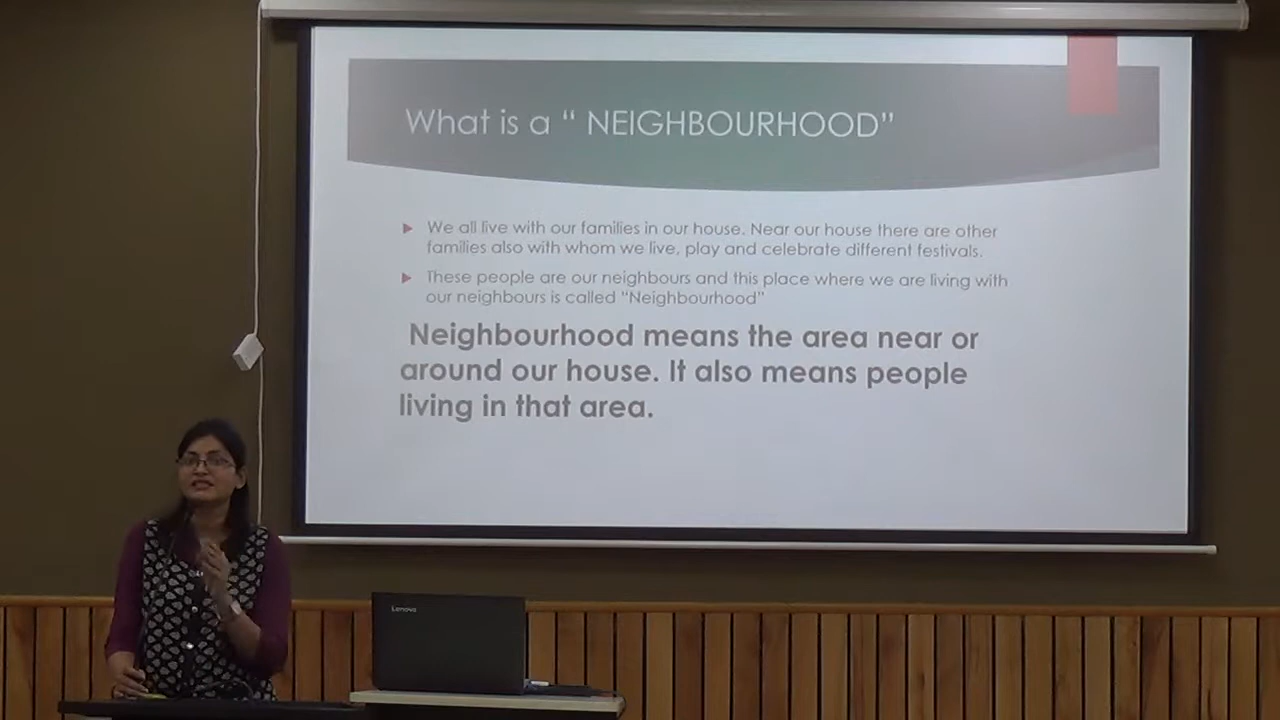 What is a “ NEIGHBOURHOOD”
We all live with our families in our house. Near our house there are other
families also with whom we live, play and celebrate different festivals.
These people are our neighbours and this place where we are living with
our neighbours is called “Neighbourhood”
Neighbourhood means the area near or
around our house. It also means people
living in that area.
Lenovo